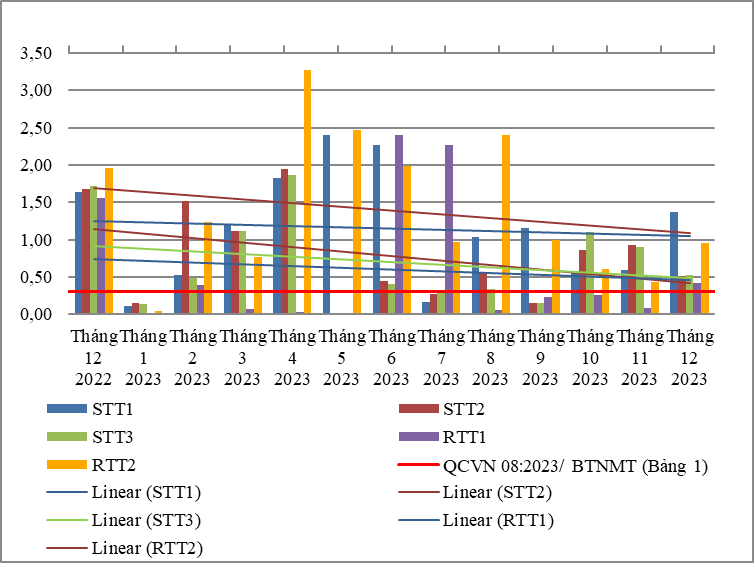 3,50
3,00
2,50
2,00
1,50
1,00
0,50
0,00
Tháng Tháng Tháng Tháng Tháng Tháng Tháng Tháng Tháng Tháng Tháng Tháng Tháng
12 1 2 3 4 5 6 7 8 9 10 11 12
2022 2023 2023 2023 2023 2023 2023 2023 2023 2023 2023 2023 2023
STT1 STT2
STT3 RTT1
RTT2 QCVN 08:2023/ BTNMT (Bảng 1)
Linear (STT1) Linear (STT2)
Linear (STT3) Linear (RTT1)
Linear (RTT2)